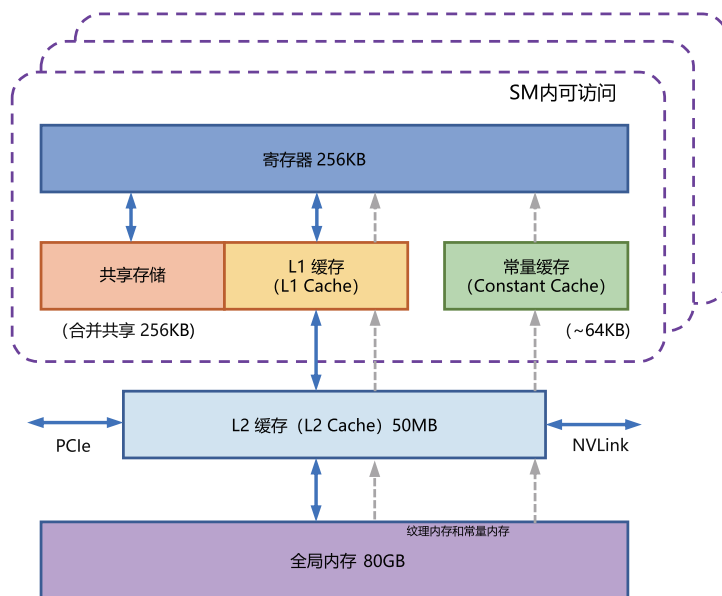 SM内可访问
寄存器 256KB
共享存储
L1 缓存
（L1 Cache）
常量缓存
（Constant Cache）
（合并共享 256KB）
（~64KB）
L2 缓存（L2 Cache）50MB
PCIe
NVLink
纹理内存和常量内存
全局内存 80GB